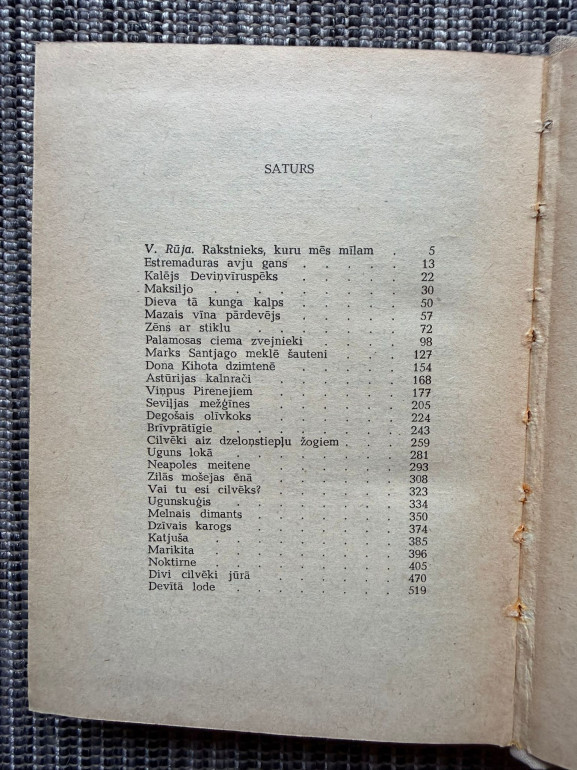 SATURS
V. Rūja. Rakstnieks, kuru mēs mīlam . 5
Estremaduras avju gans . . . . . 13
Kalējs Deviņvīruspēks . . . . . 22
Maksiljo . . . . . . . . 30
Dieva tā kunga kalps . . . . . 50
Mazais vīna pārdevējs . . . . . 57
Zēns ar stiklu . . . . . . . 72
Palamosas ciema zvejnieki . . . . 98
Marks Santjago meklē šauteni . . . 127
Dona Kihota dzimtenē . . . . . 154
Astūrijas kalnrači . . . . . . 168
Viņpus Pirenejiem . . . . . . 177
Seviļjas mežģīnes . . . . . . 205
Degošais olīvkoks . . . . . . 224
Brīvprātīgie . . . . . . . 243
Cilvēki aiz dzeloņstiepļu žogiem . . . 259
Uguns lokā . . . . . . . 281
Neapoles meitene . . . . . . 293
Zilās mošejas ēnā . . . . . . 308
Vai tu esi cilvēks? . . . . . . 323
Ugunskuģis . . . . . . . 334
Melnais dimants . . . . . . 350
Dzīvais karogs . . . . . . . 374
Katjuša . . . . . . . . 385
Marikita . . . . . . . . 396
Noktirne . . . . . . . . 405
Divi cilvēki jūrā . . . . . . 470
Devītā lode . . . . . . . 519